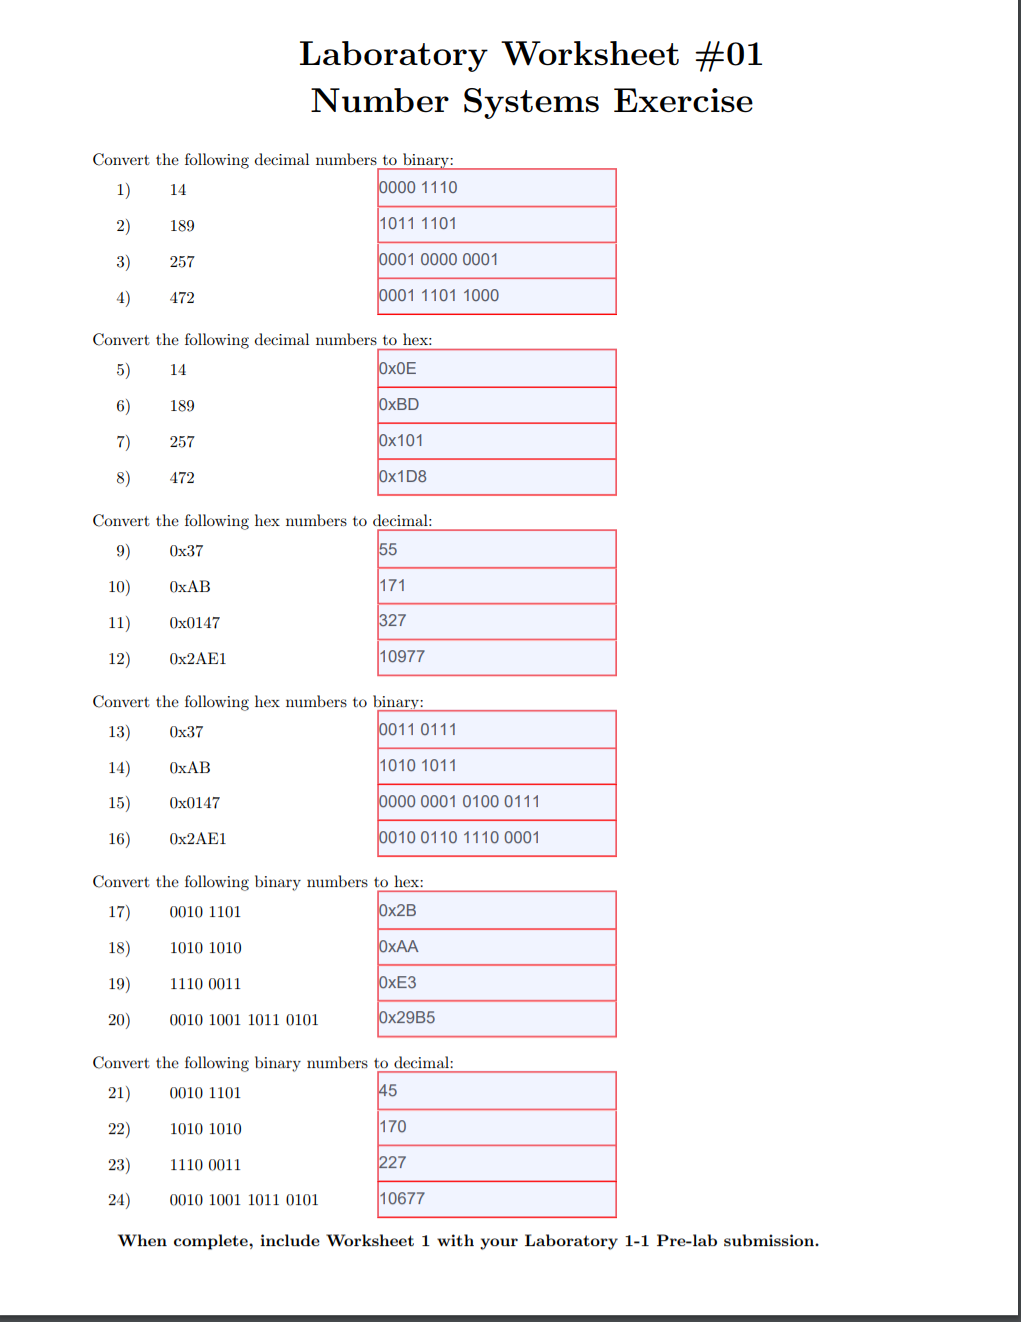 Laboratory Worksheet #01
Number Systems Exercise
Convert the following decimal numbers to binary:
1) 14 0000 1110
2) 189 1011 1101
3) 257 0001 0000 0001
4) 472 0001 1101 1000
Convert the following decimal numbers to hex:
5) 14 0x0E
6) 189 0xBD
7) 257 0x101
8) 472 0x1D8
Convert the following hex numbers to decimal:
9) 0x37 55
10) 0xAB 171
11) 0x0147 327
12) 0x2AE1 10977
Convert the following hex numbers to binary:
13) 0x37 0011 0111
14) 0xAB 1010 1011
15) 0x0147 0000 0001 0100 0111
16) 0x2AE1 0010 0110 1110 0001
Convert the following binary numbers to hex:
17) 0010 1101 0x2B
18) 1010 1010 0xAA
19) 1110 0011 0xE3
20) 0010 1001 1011 0101 0x29B5
Convert the following binary numbers to decimal:
21) 0010 1101 45
22) 1010 1010 170
23) 1110 0011 227
24) 0010 1001 1011 0101 10677
When complete, include Worksheet 1 with your Laboratory 1-1 Pre-lab submission.